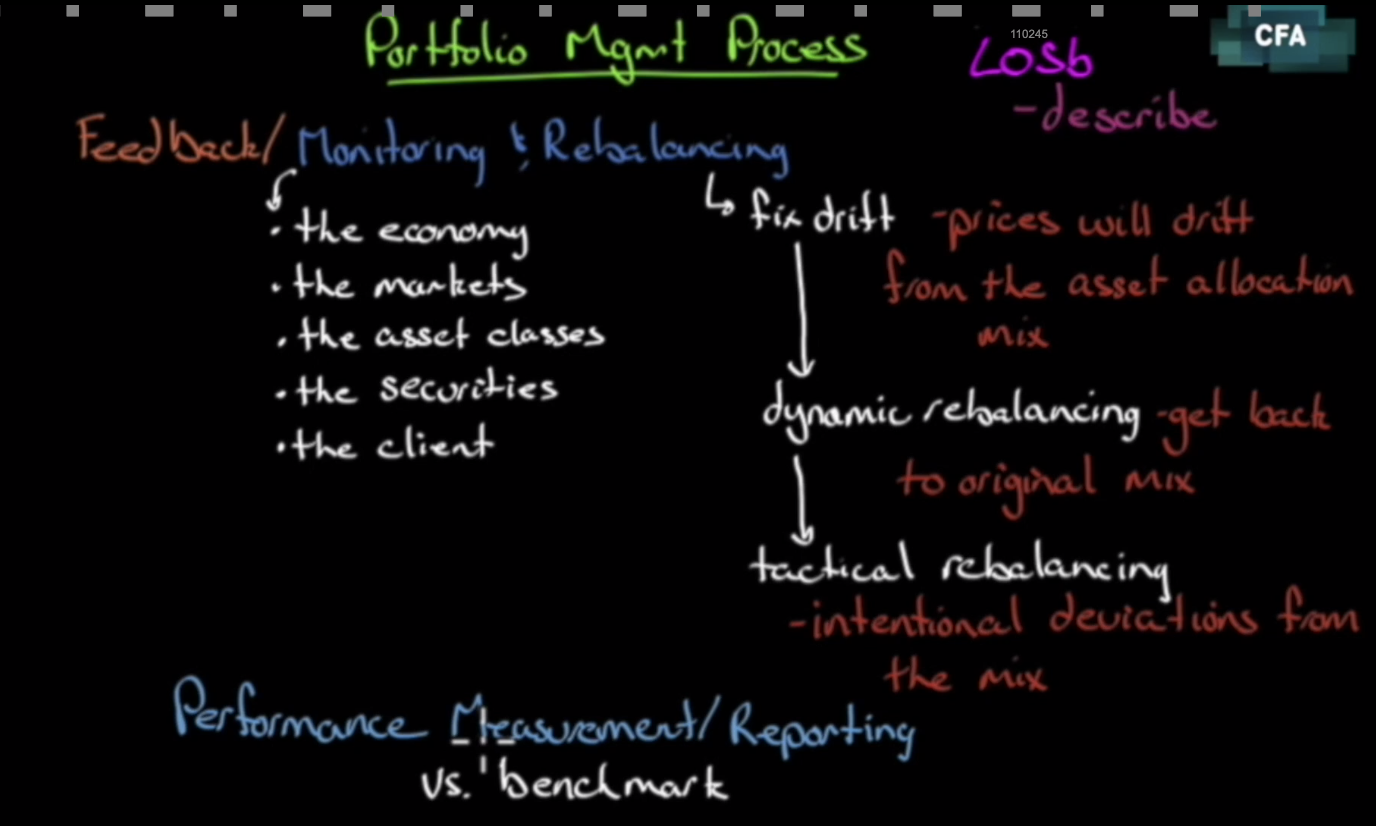 Portfolio Mgmt Process
110245
LOSb
CFA
-describe
Feedback/Monitoring & Rebalancing
• the economy
• the markets
• the asset classes
• the securities
• the client
fix drift -prices will drift
from the asset allocation
mix
dynamic rebalancing -get back
to original mix
tactical rebalancing
-intentional deviations from
the mix
Performance Measurement/Reporting
vs. benchmark